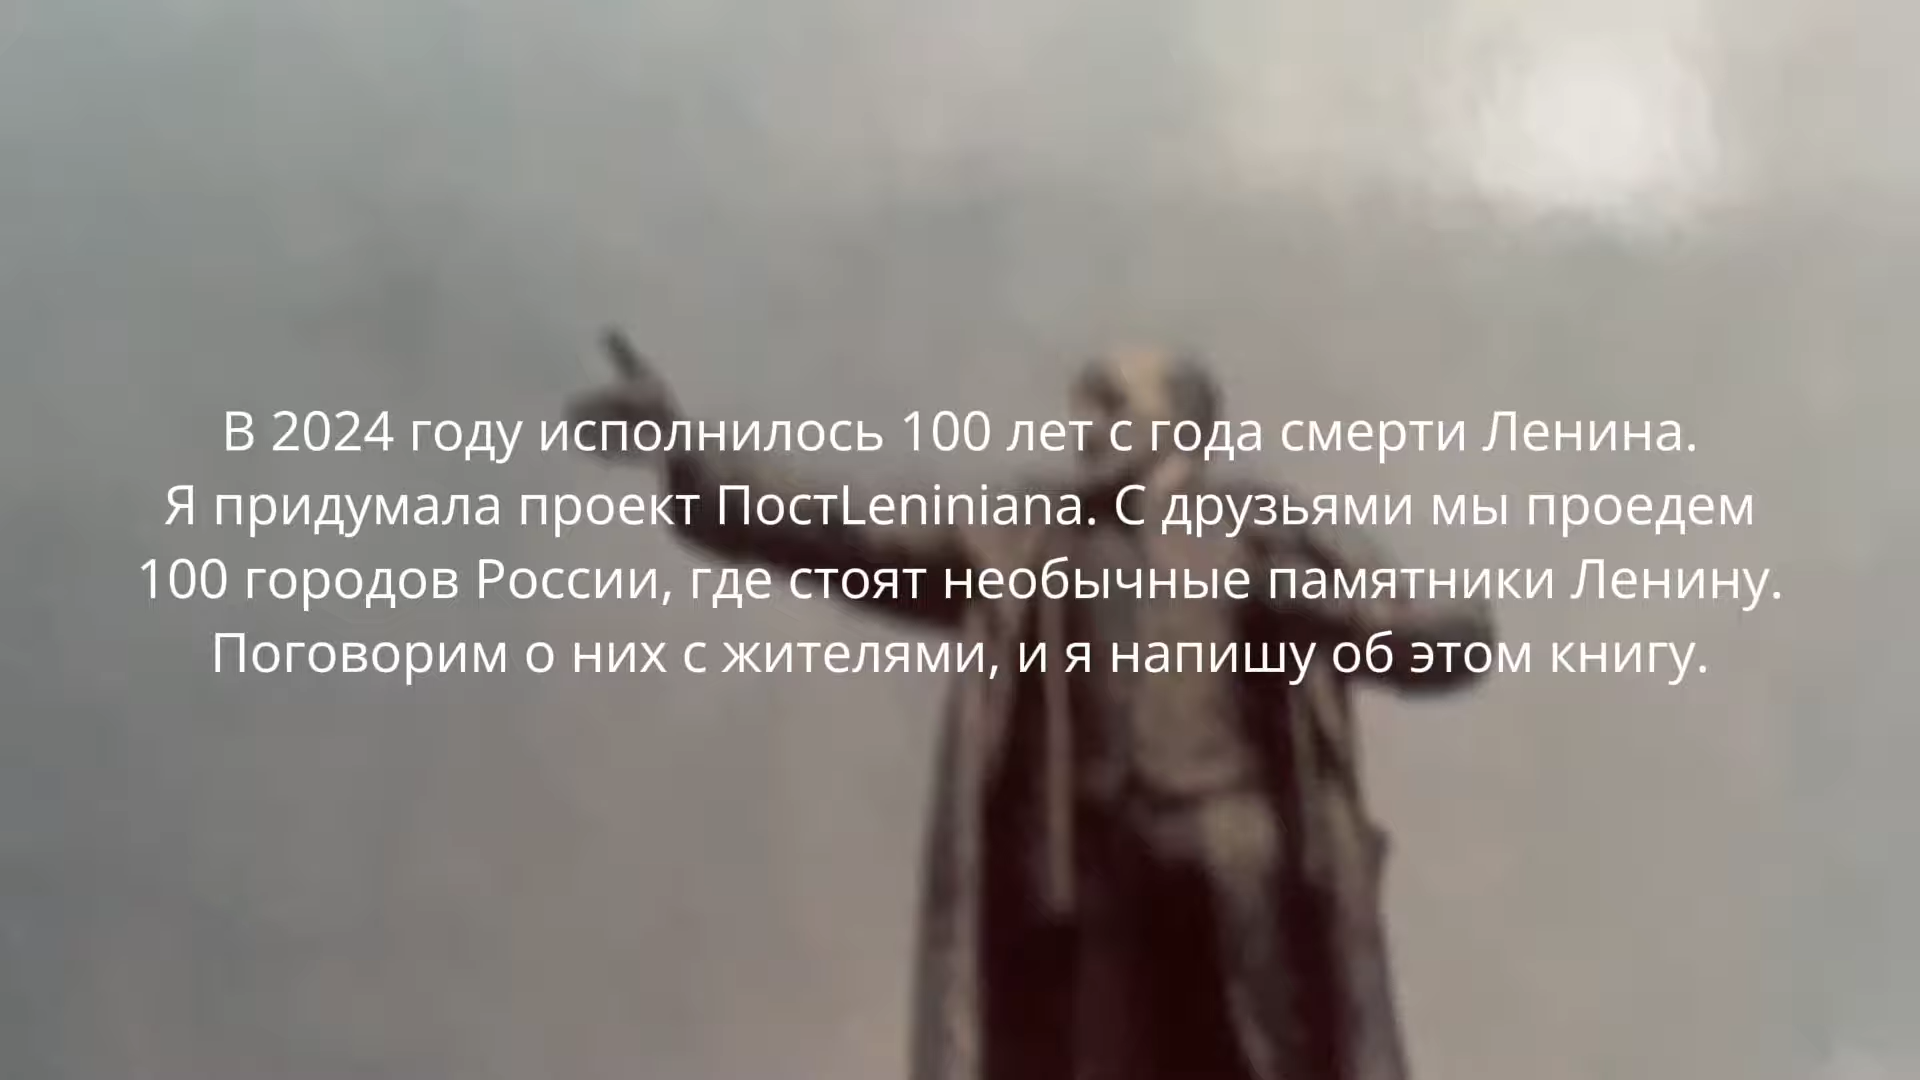 В 2024 году исполнилось 100 лет с года смерти Ленина.
Я придумала проект ПостLeniniana. С друзьями мы проедем
100 городов России, где стоят необычные памятники Ленину.
Поговорим о них с жителями, и я напишу об этом книгу.